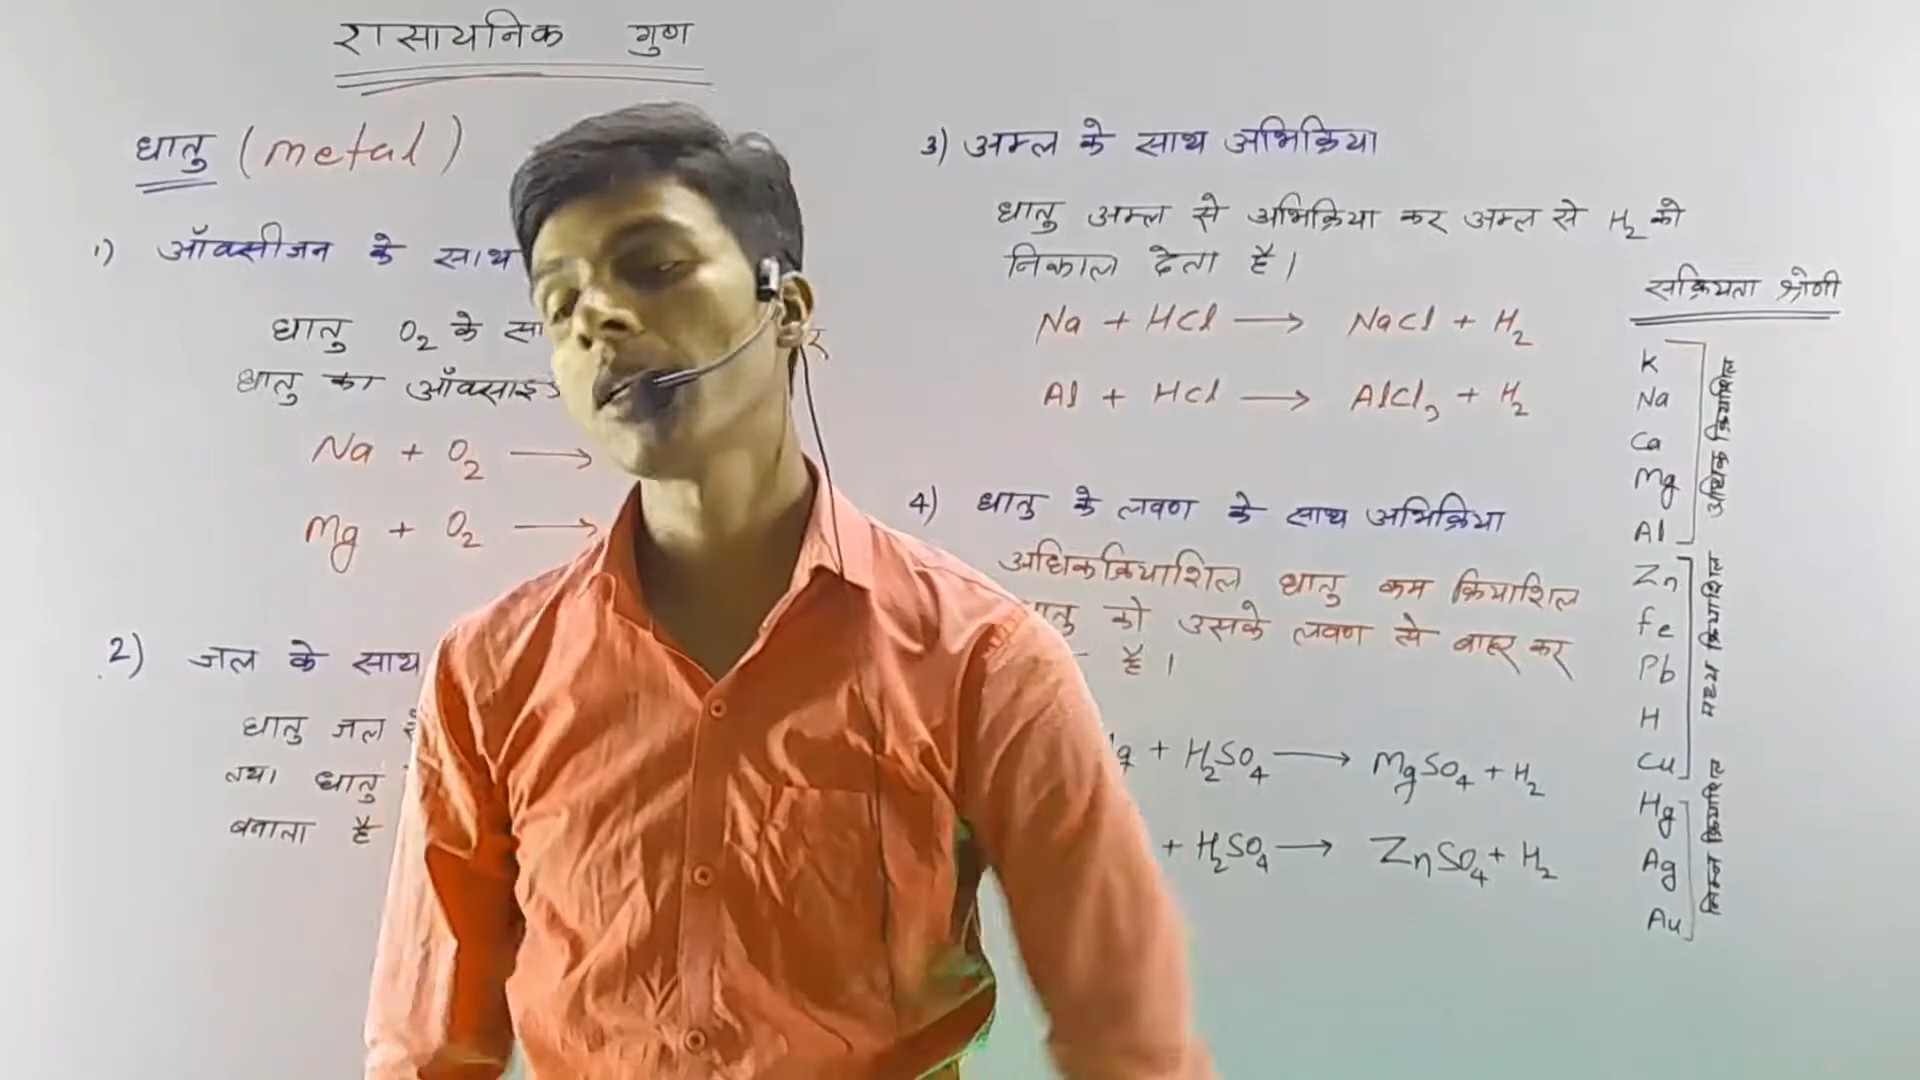 रासायनिक गुण
धातु (metal)
1) ऑक्सीजन के साथ
धातु O₂ के
धातु का
Na + O₂ ⟶
Mg + O₂ ⟶
2) जल के साथ
धातु जल
तथा धातु
बनाता है
3) अम्ल के साथ अभिक्रिया
धातु अम्ल से अभिक्रिया कर अम्ल से H₂ को
निकाल देता है।
Na + HCl ⟶ NaCl + H₂
Al + HCl ⟶ AlCl₃ + H₂
4) धातु के लवण के साथ अभिक्रिया
अधिक क्रियाशिल धातु कम क्रियाशिल
को उसके लवण से बाहर कर
है।
+ H₂SO₄ ⟶ MgSO₄ + H₂
+ H₂SO₄ ⟶ ZnSO₄ + H₂
सक्रियता श्रेणी
K
Na
Ca
Mg
Al
अधिक क्रियाशिल
Zn
fe
Pb
H
Cu
मध्य क्रियाशिल
Hg
Ag
Au
निम्न क्रियाशिल